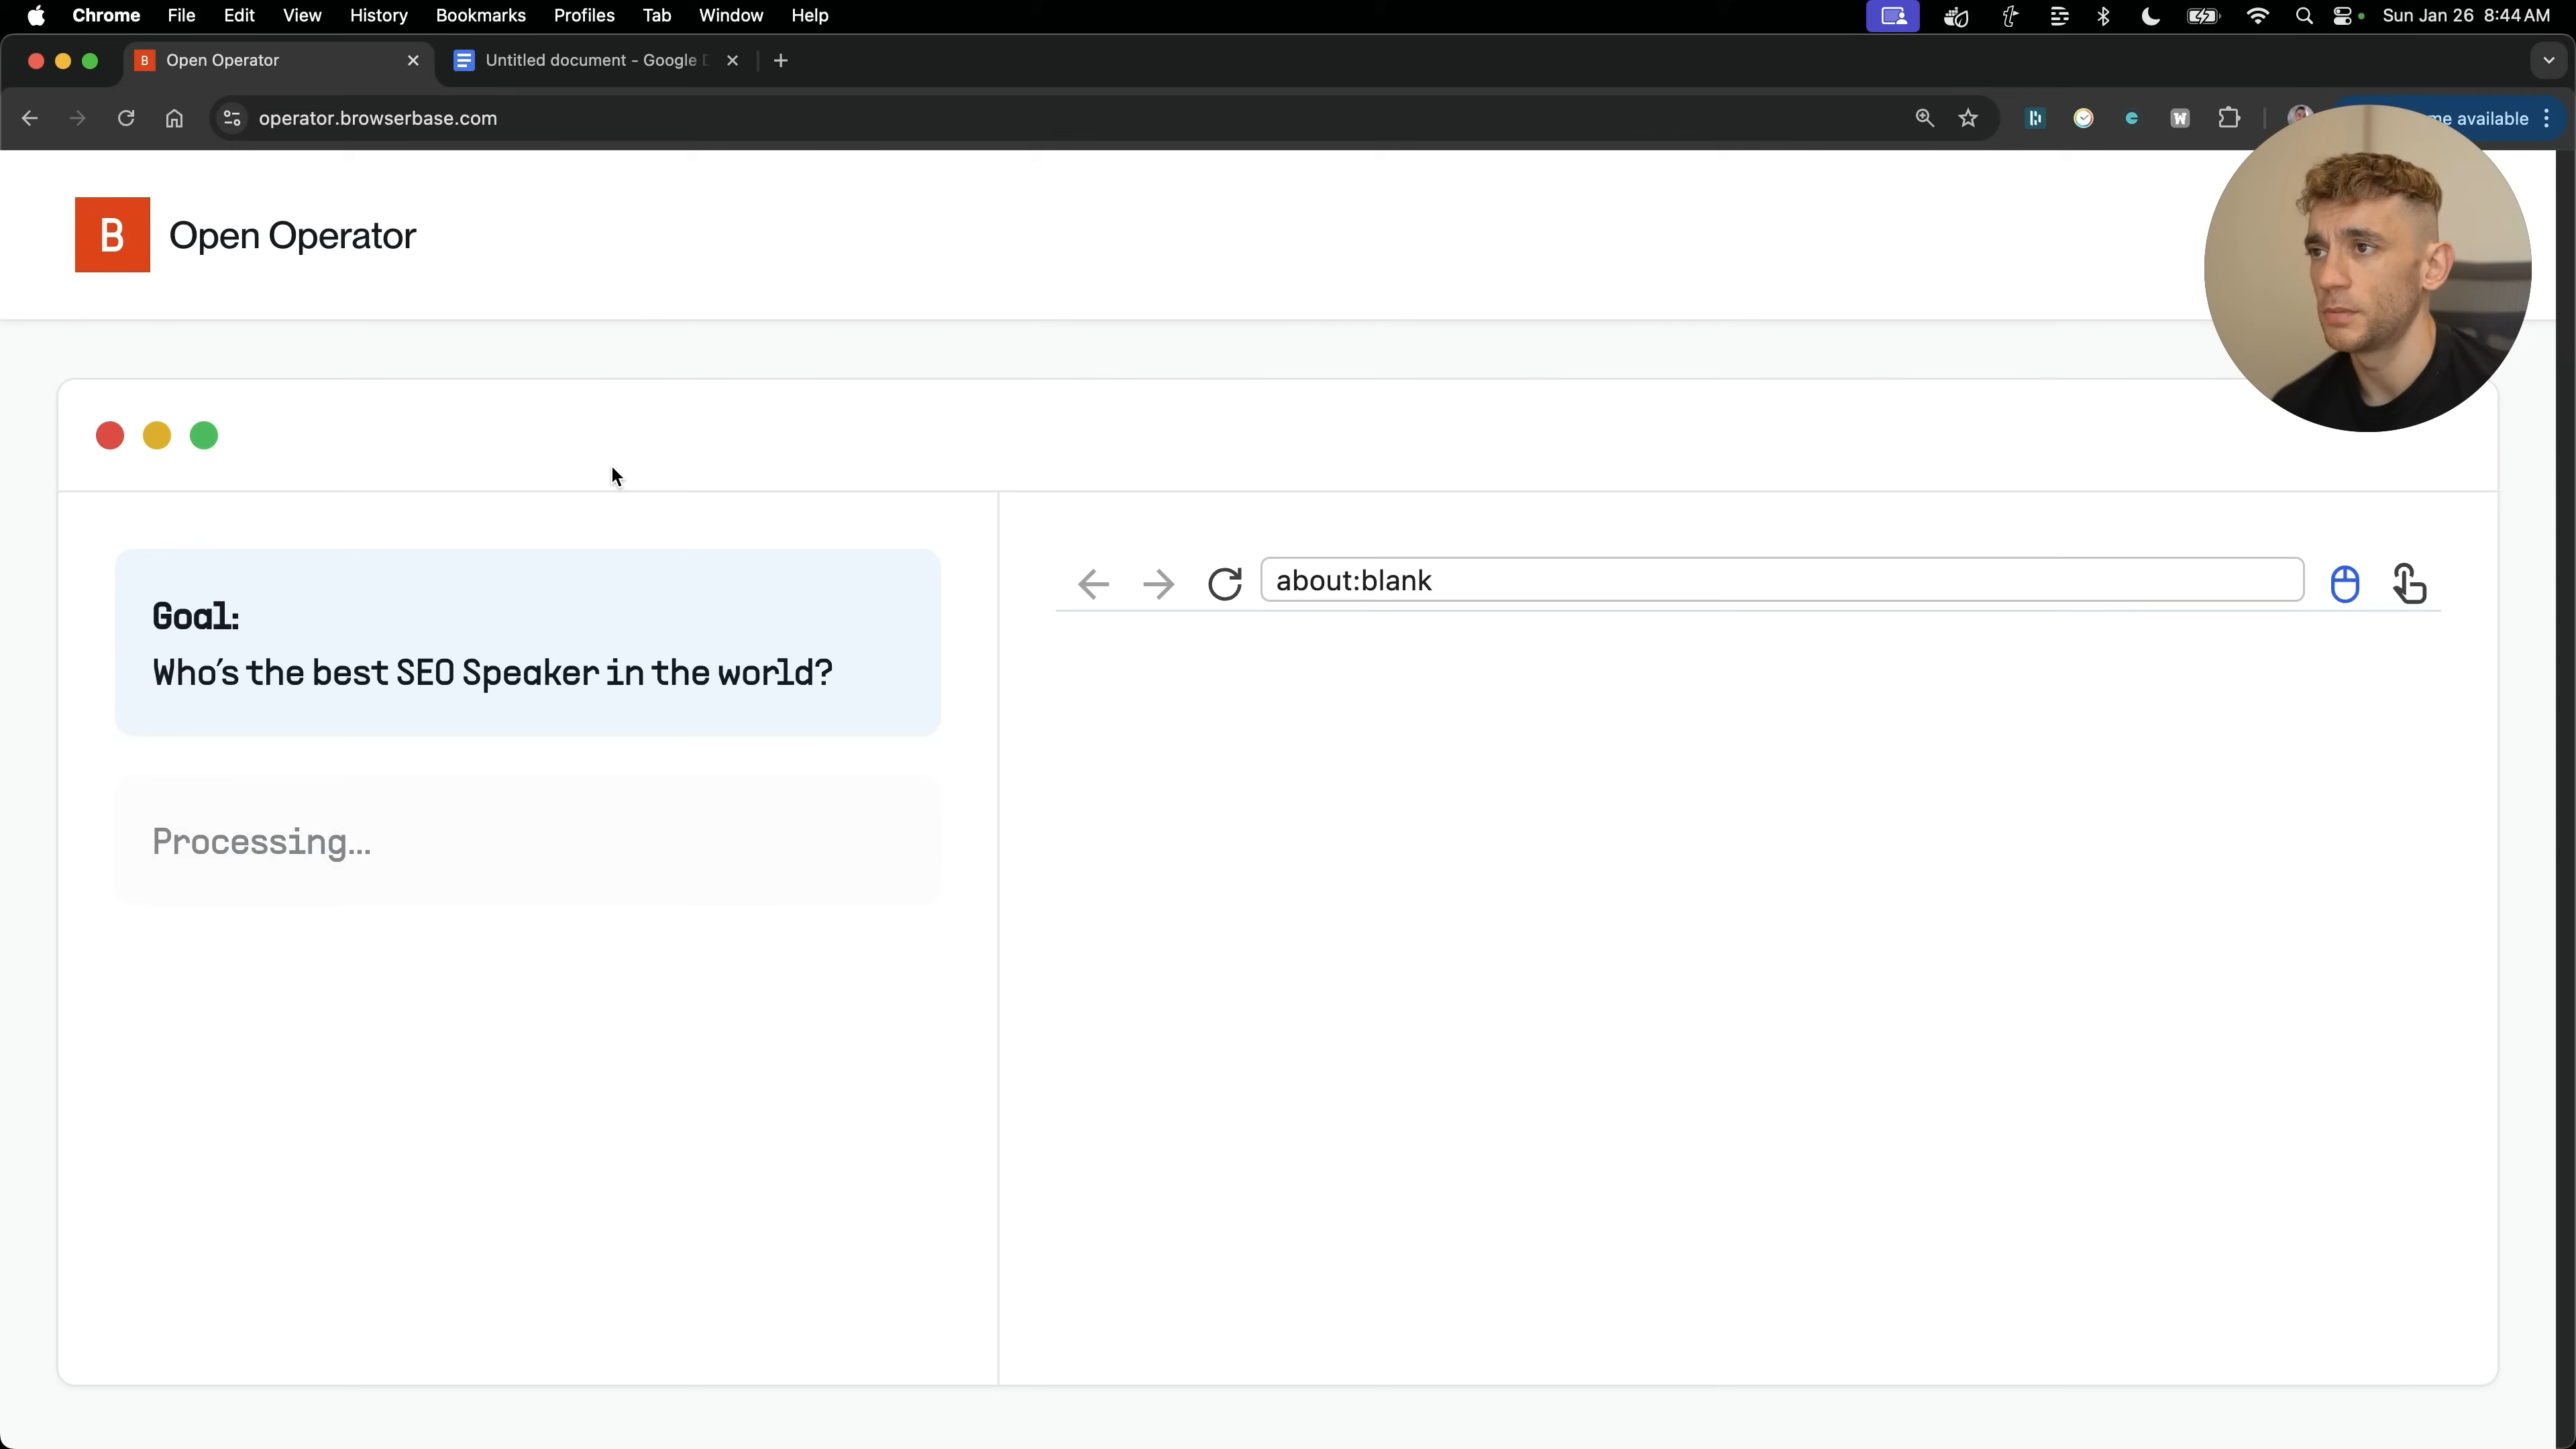 Chrome File Edit View History Bookmarks Profiles Tab Window Help
Sun Jan 26 8:44 AM
Open Operator
Untitled document - Google
operator.browserbase.com
available
B Open Operator
Goal:
Who's the best SEO Speaker in the world?
about:blank
Processing...